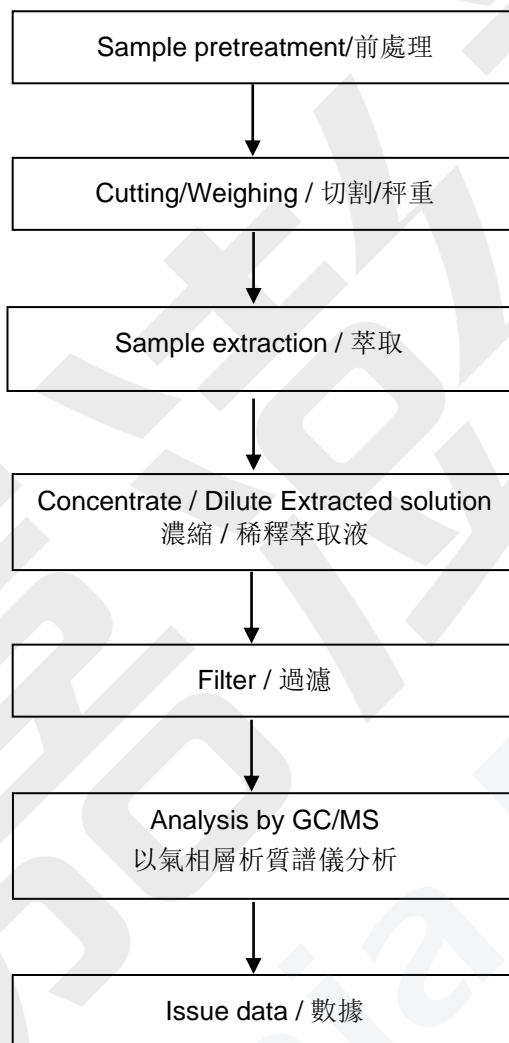 Sample pretreatment/前處理
Cutting/Weighing / 切割/秤重
Sample extraction / 萃取
Concentrate / Dilute Extracted solution
濃縮 / 稀釋萃取液
Filter / 過濾
Analysis by GC/MS
以氣相層析質譜儀分析
Issue data / 數據